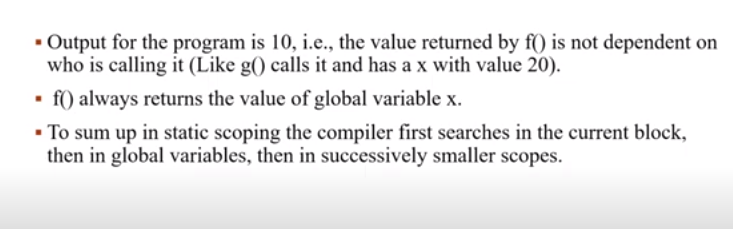 ▪ Output for the program is 10, i.e., the value returned by f() is not dependent on
who is calling it (Like g() calls it and has a x with value 20).
▪ f() always returns the value of global variable x.
▪ To sum up in static scoping the compiler first searches in the current block,
then in global variables, then in successively smaller scopes.